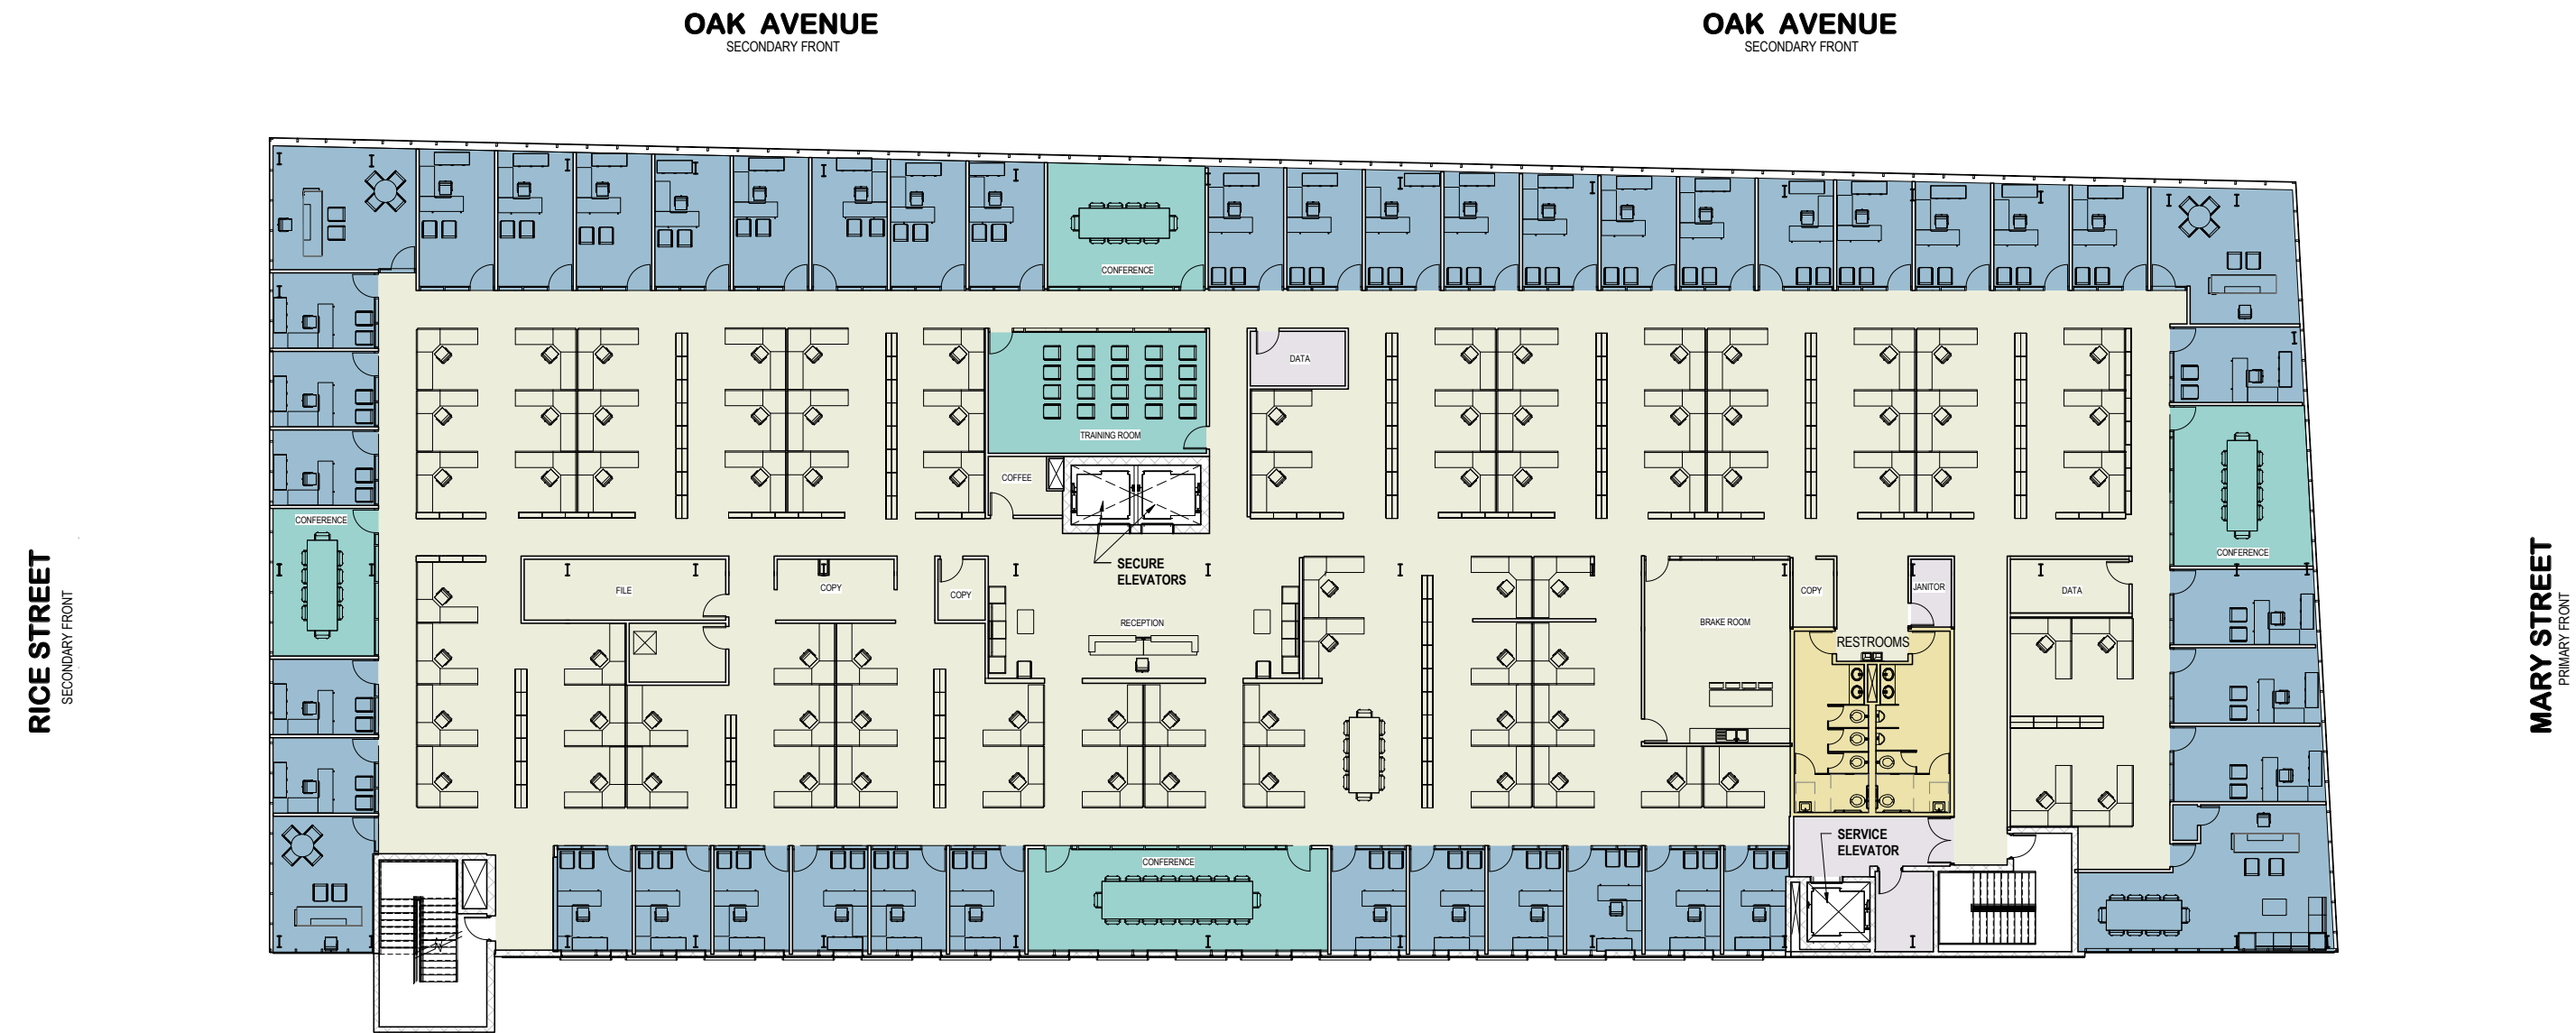 OAK AVENUE
SECONDARY FRONT
OAK AVENUE
SECONDARY FRONT
CONFERENCE
DATA
TRAINING ROOM
COFFEE
CONFERENCE
CONFERENCE
RICE STREET
SECONDARY FRONT
MARY STREET
PRIMARY FRONT
SECURE
ELEVATORS
FILE
COPY
COPY
RECEPTION
BRAKE ROOM
COPY
JANITOR
DATA
RESTROOMS
SERVICE
ELEVATOR
CONFERENCE